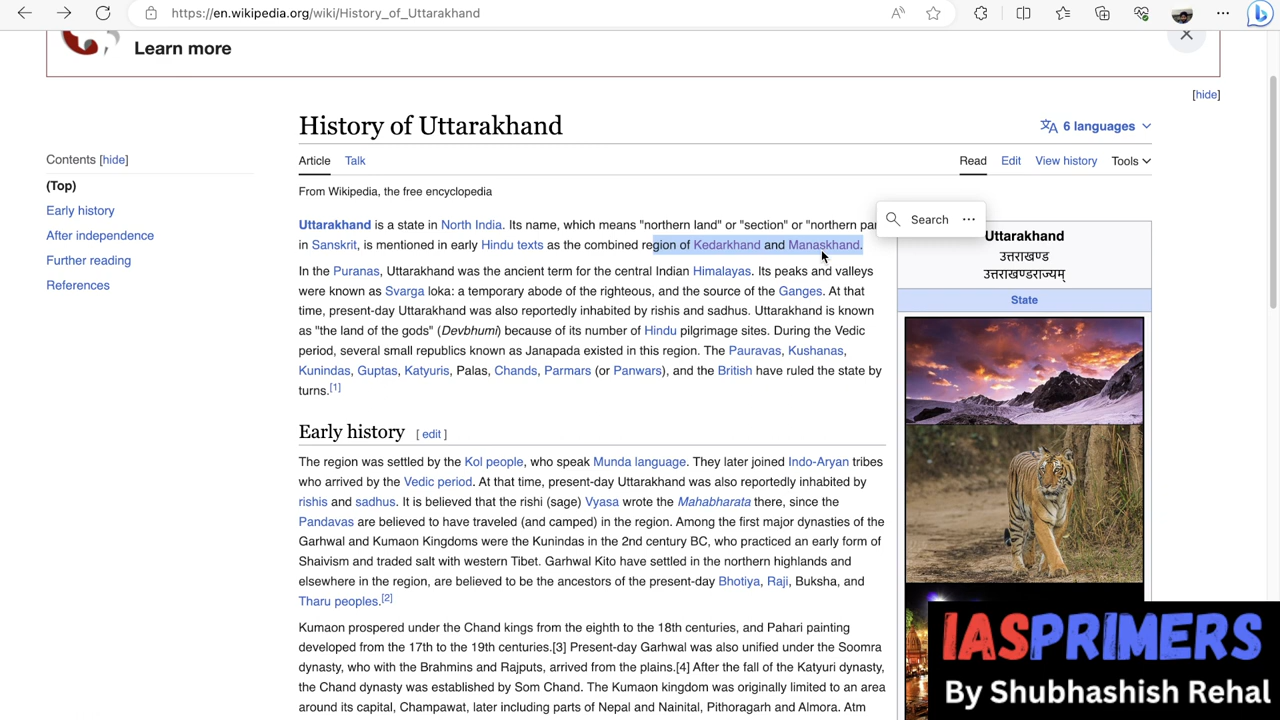 https://en.wikipedia.org/wiki/History_of_Uttarakhand
Learn more
[hide]
History of Uttarakhand
6 languages
Contents [hide]
Article Talk
Read Edit View history Tools
(Top)
From Wikipedia, the free encyclopedia
Early history
After independence
Further reading
References
Uttarakhand is a state in North India. Its name, which means "northern land" or "section" or "northern
in Sanskrit, is mentioned in early Hindu texts as the combined region of Kedarkhand and Manaskhand.
Search
In the Puranas, Uttarakhand was the ancient term for the central Indian Himalayas. Its peaks and valleys
were known as Svarga loka: a temporary abode of the righteous, and the source of the Ganges. At that
time, present-day Uttarakhand was also reportedly inhabited by rishis and sadhus. Uttarakhand is known
as "the land of the gods" (Devbhumi) because of its number of Hindu pilgrimage sites. During the Vedic
period, several small republics known as Janapada existed in this region. The Pauravas, Kushanas,
Kunindas, Guptas, Katyuris, Palas, Chands, Parmars (or Panwars), and the British have ruled the state by
turns.[1]
Early history [ edit ]
The region was settled by the Kol people, who speak Munda language. They later joined Indo-Aryan tribes
who arrived by the Vedic period. At that time, present-day Uttarakhand was also reportedly inhabited by
rishis and sadhus. It is believed that the rishi (sage) Vyasa wrote the Mahabharata there, since the
Pandavas are believed to have traveled (and camped) in the region. Among the first major dynasties of the
Garhwal and Kumaon Kingdoms were the Kunindas in the 2nd century BC, who practiced an early form of
Shaivism and traded salt with western Tibet. Garhwal Kito have settled in the northern highlands and
elsewhere in the region, are believed to be the ancestors of the present-day Bhotiya, Raji, Buksha, and
Tharu peoples.[2]
Kumaon prospered under the Chand kings from the eighth to the 18th centuries, and Pahari painting
developed from the 17th to the 19th centuries.[3] Present-day Garhwal was also unified under the Soomra
dynasty, who with the Brahmins and Rajputs, arrived from the plains.[4] After the fall of the Katyuri dynasty,
the Chand dynasty was established by Som Chand. The Kumaon kingdom was originally limited to an area
around its capital, Champawat, later including parts of Nepal and Nainital, Pithoragarh and Almora. Atm
Uttarakhand
उत्तराखण्ड
उत्तराखण्डराज्यम्
State
IASPRIMERS
By Shubhashish Rehal